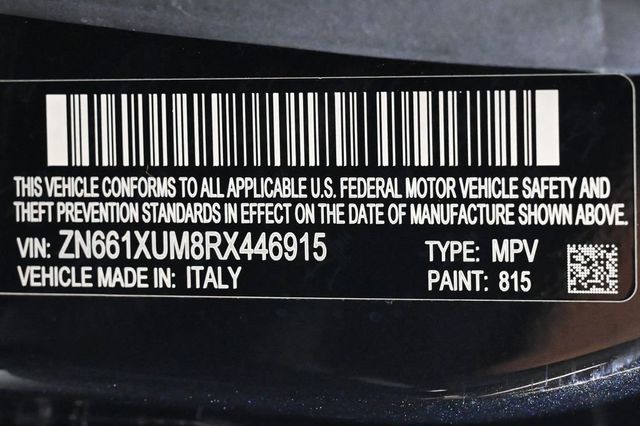 THIS VEHICLE CONFORMS TO ALL APPLICABLE U.S. FEDERAL MOTOR VEHICLE SAFETY AND
THEFT PREVENTION STANDARDS IN EFFECT ON THE DATE OF MANUFACTURE SHOWN ABOVE.
VIN: ZN661XUM8RX446915 TYPE: MPV
VEHICLE MADE IN: ITALY PAINT: 815